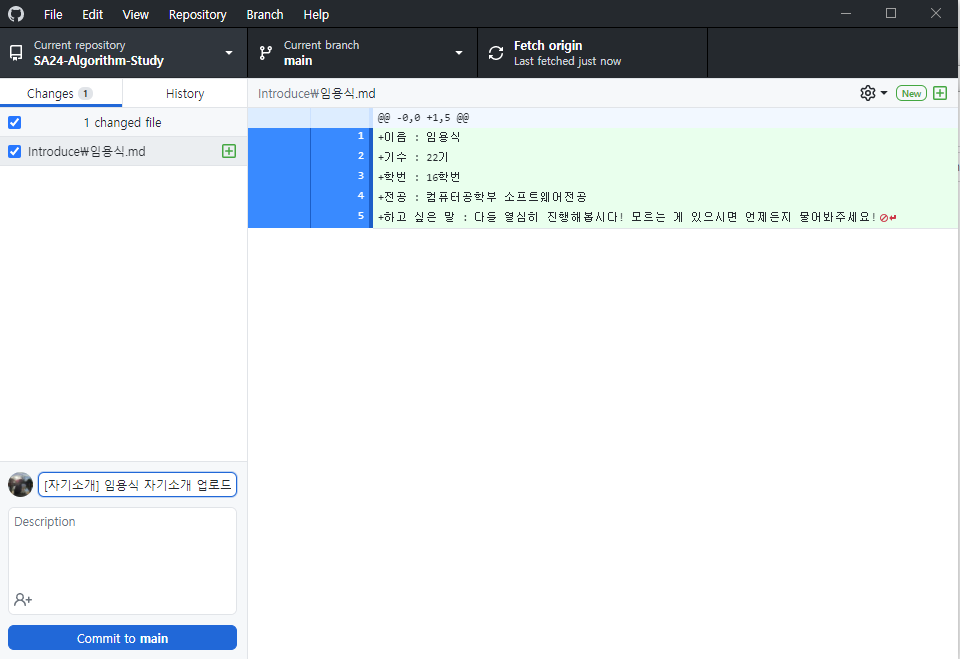 File Edit View Repository Branch Help
Current repository
SA24-Algorithm-Study
Current branch
main
Fetch origin
Last fetched just now
Changes 1
History
1 changed file
Introduce₩임용식.md
Introduce₩임용식.md
New
@@ -0,0 +1,5 @@
1 +이름 : 임용식
2 +기수 : 22기
3 +학번 : 16학번
4 +전공 : 컴퓨터공학부 소프트웨어전공
5 +하고 싶은 말 : 다들 열심히 진행해봅시다! 모르는 게 있으시면 언제든지 물어봐주세요!
[자기소개] 임용식 자기소개 업로드
Description
Commit to main